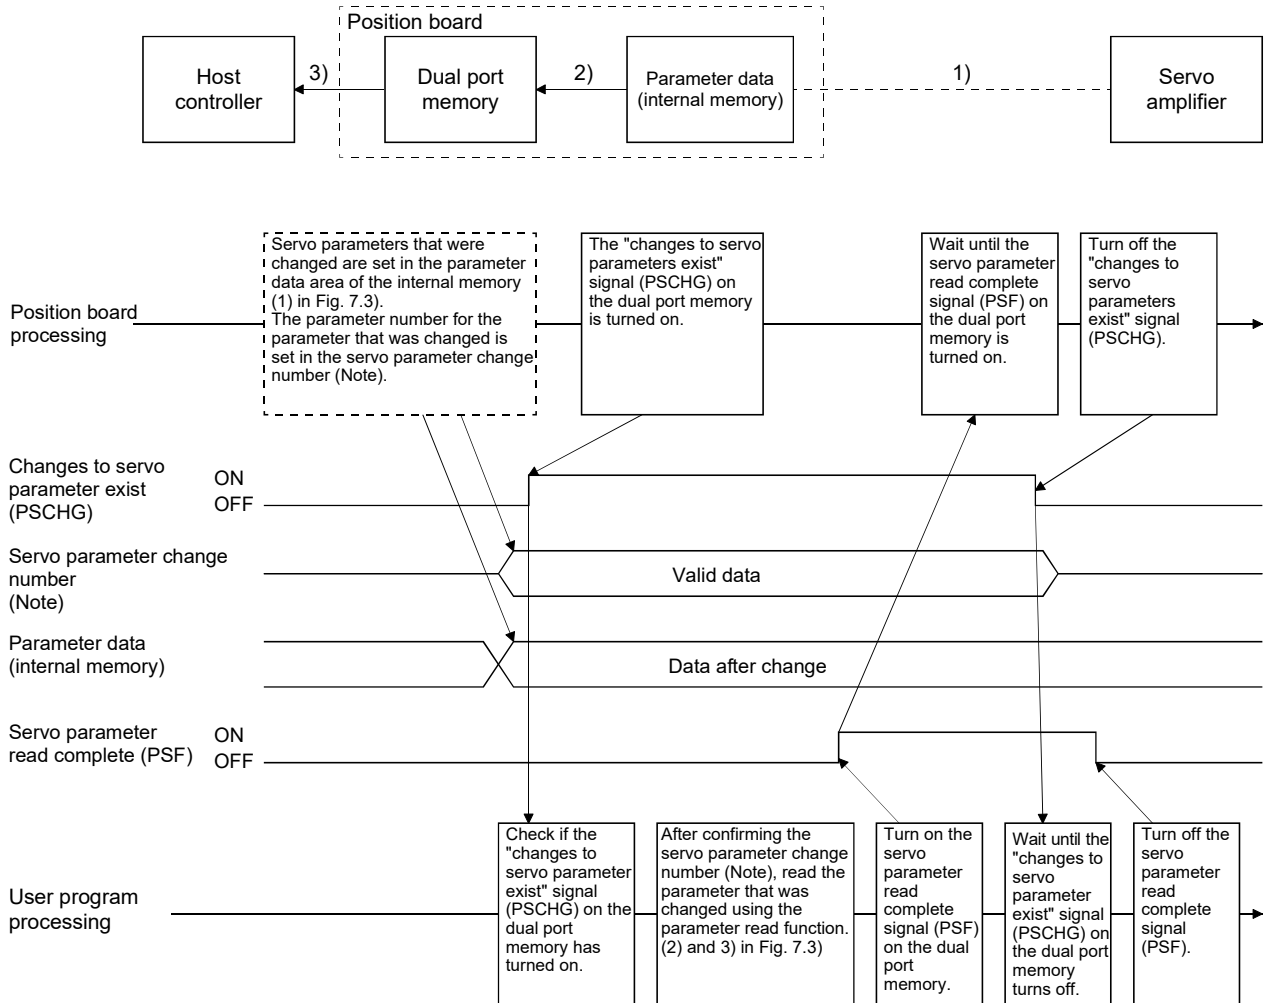 Position board
Host
controller
3)
Dual port
memory
2)
Parameter data
(internal memory)
1)
Servo
amplifier
Position board
processing
Servo parameters that were
changed are set in the parameter
data area of the internal memory
(1) in Fig. 7.3).
The parameter number for the
parameter that was changed is
set in the servo parameter change
number (Note).
The "changes to servo
parameters exist"
signal (PSCHG) on
the dual port memory
is turned on.
Wait until the
servo parameter
read complete
signal (PSF) on
the dual port
memory is
turned on.
Turn off the
"changes to
servo
parameters
exist" signal
(PSCHG).
Changes to servo
parameter exist
(PSCHG)
ON
OFF
Servo parameter change
number
(Note)
Valid data
Parameter data
(internal memory)
Data after change
Servo parameter
read complete (PSF)
ON
OFF
User program
processing
Check if the
"changes to
servo parameter
exist" signal
(PSCHG) on the
dual port
memory has
turned on.
After confirming the
servo parameter change
number (Note), read the
parameter that was
changed using the
parameter read function.
(2) and 3) in Fig. 7.3)
Turn on the
servo
parameter
read
complete
signal (PSF)
on the dual
port
memory.
Wait until the
"changes to
servo
parameter
exist" signal
(PSCHG) on
the dual port
memory
turns off.
Turn off the
servo
parameter
read
complete
signal
(PSF).